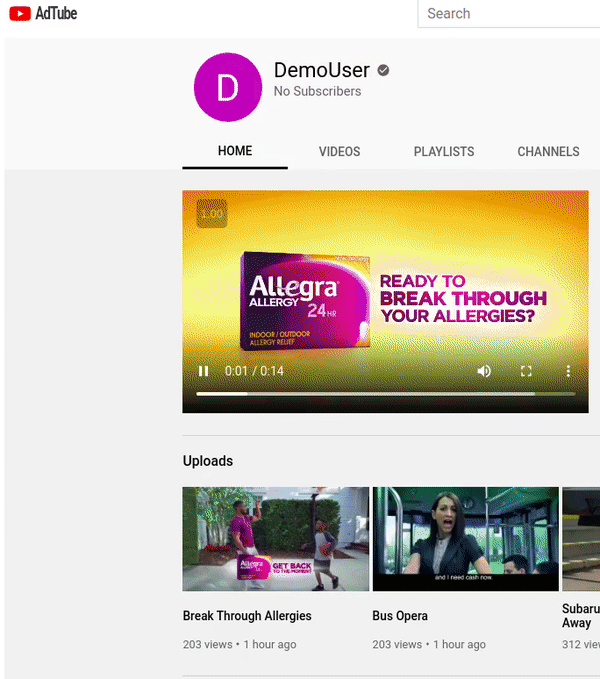 AdTube
Search
D
DemoUser
No Subscribers
HOME
VIDEOS
PLAYLISTS
CHANNELS
1.00
Allegra
ALLERGY
24 HR
INDOOR / OUTDOOR
ALLERGY RELIEF
READY TO
BREAK THROUGH
YOUR ALLERGIES?
0:01 / 0:14
Uploads
Allegra
GET BACK
TO THE MOMENT
and I need cash now.
Break Through Allergies
203 views • 1 hour ago
Bus Opera
203 views • 1 hour ago
Subaru
Away
312 view